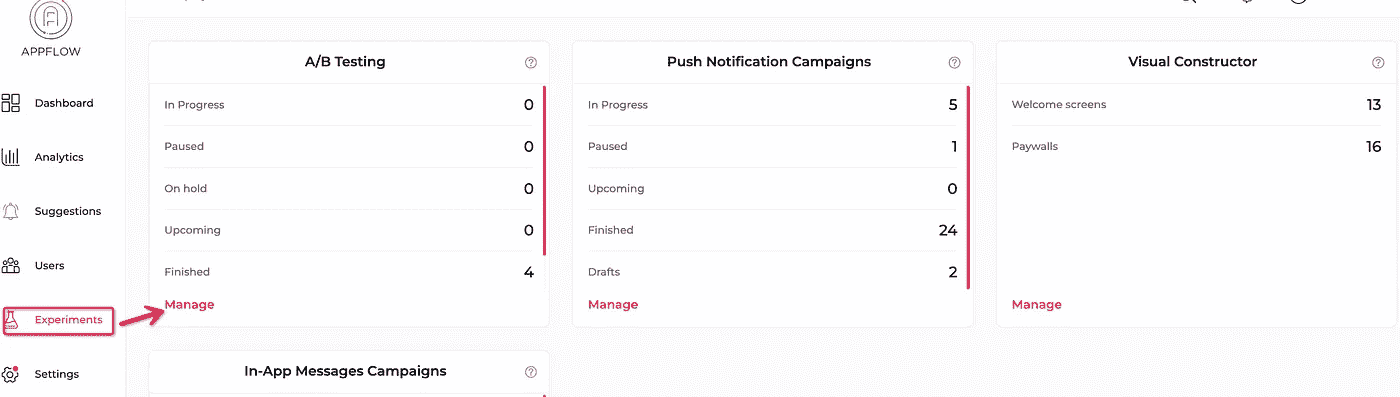 APPFLOW
Dashboard
Analytics
Suggestions
Users
Experiments
Settings
A/B Testing
In Progress 0
Paused 0
On hold 0
Upcoming 0
Finished 4
Manage
Push Notification Campaigns
In Progress 5
Paused 1
Upcoming 0
Finished 24
Drafts 2
Manage
Visual Constructor
Welcome screens 13
Paywalls 16
Manage
In-App Messages Campaigns